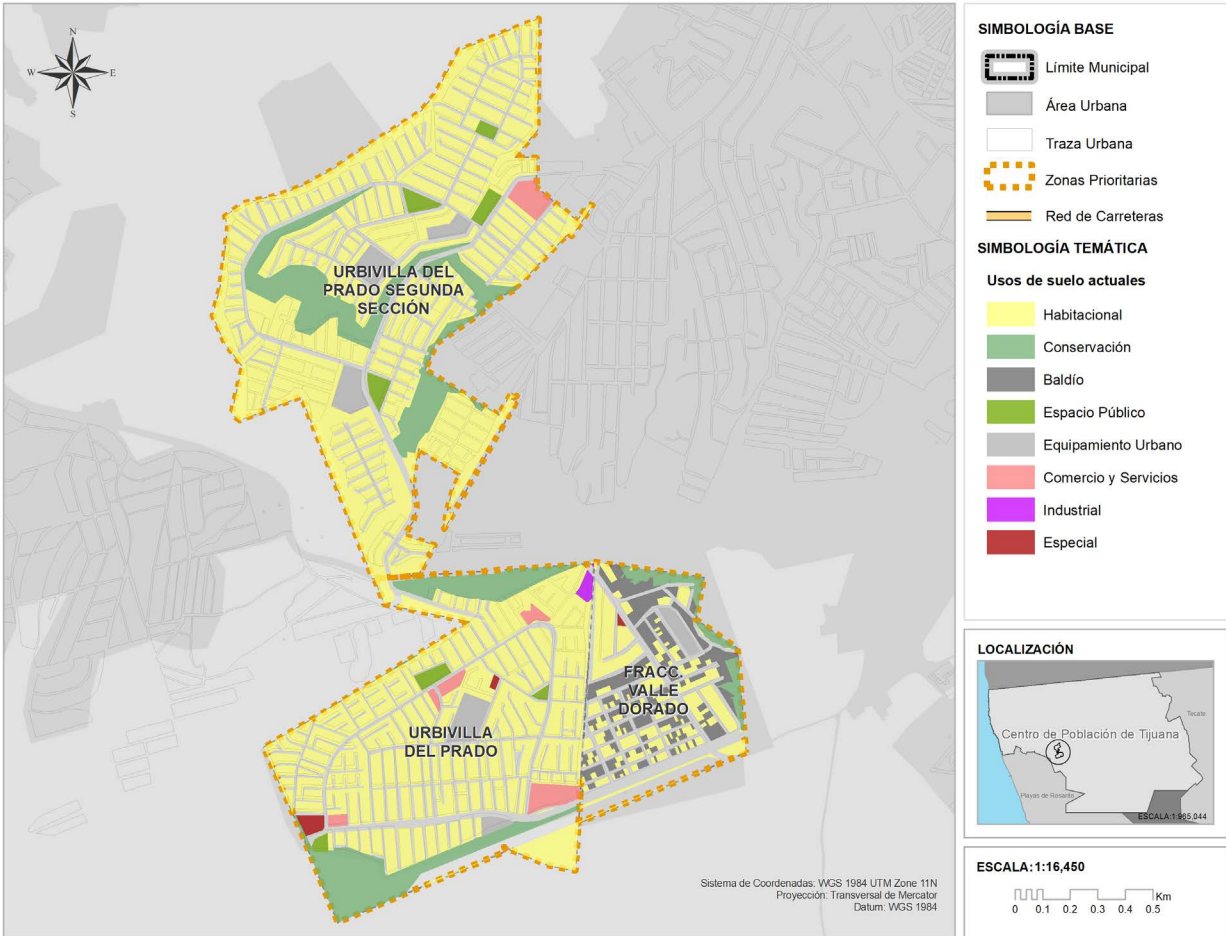 N
W
E
S
URBIVILLA DEL
PRADO SEGUNDA
SECCIÓN
FRACC.
VALLE
DORADO
URBIVILLA
DEL PRADO
Sistema de Coordenadas: WGS 1984 UTM Zone 11N
Proyección: Transversal de Mercator
Datum: WGS 1984
SIMBOLOGÍA BASE
Límite Municipal
Área Urbana
Traza Urbana
Zonas Prioritarias
Red de Carreteras
SIMBOLOGÍA TEMÁTICA
Usos de suelo actuales
Habitacional
Conservación
Baldío
Espacio Público
Equipamiento Urbano
Comercio y Servicios
Industrial
Especial
LOCALIZACIÓN
Tecate
Centro de Población de Tijuana
Playas de Rosarito
ESCALA:1:965,044
ESCALA:1:16,450
Km
0 0.1 0.2 0.3 0.4 0.5